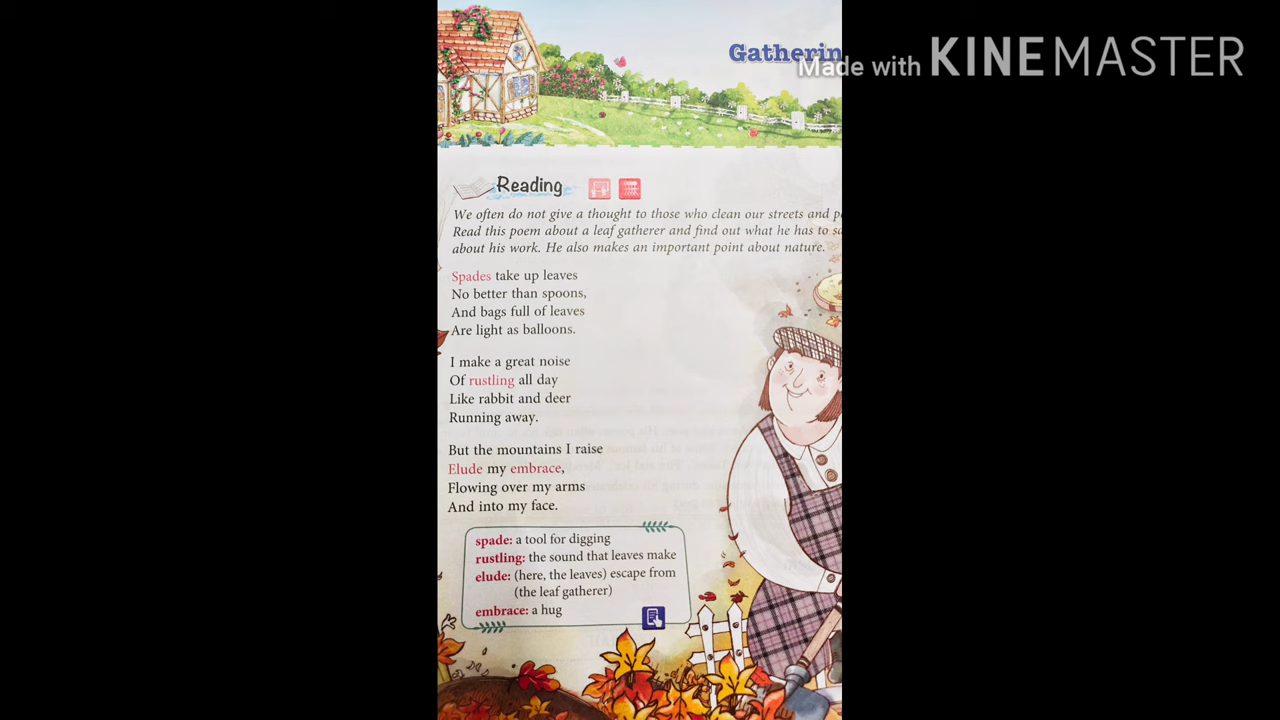 Gatherin
Made with KINEMASTER
Reading
We often do not give a thought to those who clean our streets and
Read this poem about a leaf gatherer and find out what he has to
about his work. He also makes an important point about nature.
Spades take up leaves
No better than spoons,
And bags full of leaves
Are light as balloons.
I make a great noise
Of rustling all day
Like rabbit and deer
Running away.
But the mountains I raise
Elude my embrace,
Flowing over my arms
And into my face.
spade: a tool for digging
rustling: the sound that leaves make
elude: (here, the leaves) escape from
(the leaf gatherer)
embrace: a hug